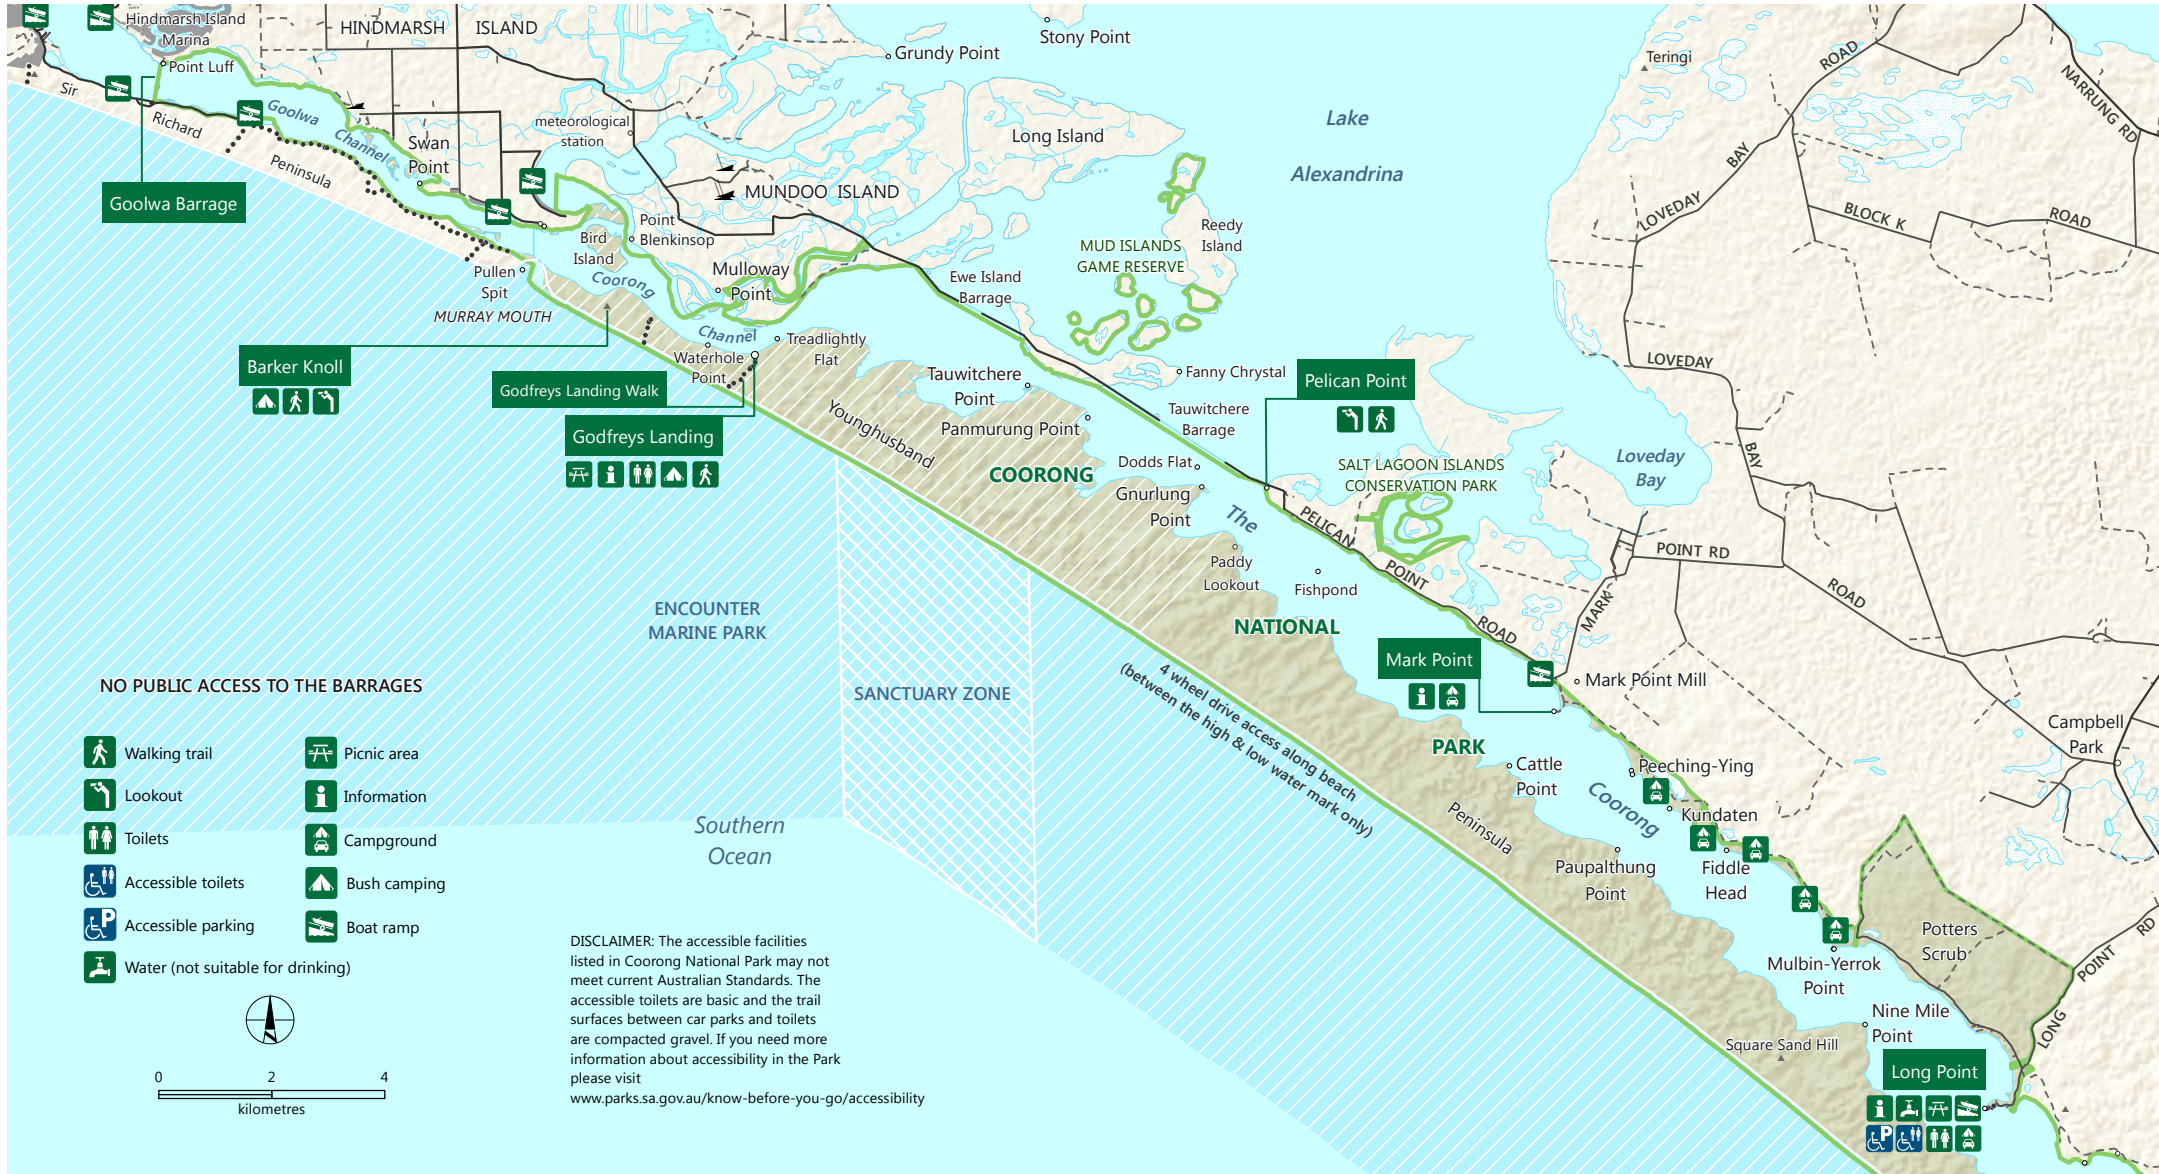 Hindmarsh Island
Marina
HINDMARSH ISLAND
Point Luff
Grundy Point
Stony Point
Teringi
Sir
Richard
Peninsula
Goolwa
Channel
Swan
Point
meteorological
station
Long Island
Lake
Alexandrina
LOVEDAY
BAY
ROAD
NARRUNG RD
BLOCK K
ROAD
Goolwa Barrage
MUNDOO ISLAND
Point
Blenkinsop
Bird
Island
Reedy
Island
MUD ISLANDS
GAME RESERVE
Pullen
Spit
MURRAY MOUTH
Coorong
Channel
Mulloway
Point
Ewe Island
Barrage
Barker Knoll
Waterhole
Point
Treadlightly
Flat
Godfreys Landing Walk
Godfreys Landing
Tauwitchere
Point
Fanny Chrystal
Tauwitchere
Barrage
Pelican Point
LOVEDAY
BAY
ROAD
Younghusband
Panmurung Point
COORONG
Dodds Flat
Gnurlung
Point
SALT LAGOON ISLANDS
CONSERVATION PARK
Loveday
Bay
The
PELICAN
POINT
ROAD
Paddy
Lookout
Fishpond
MARK
POINT RD
ENCOUNTER
MARINE PARK
NATIONAL
Mark Point
Mark Point Mill
SANCTUARY ZONE
4 wheel drive access along beach
(between the high & low water mark only)
PARK
Cattle
Point
Campbell
Park
Peeching-Ying
Coorong
Kundaten
Peninsula
Paupalthung
Point
Fiddle
Head
Potters
Scrub
Mulbin-Yerrok
Point
LONG
POINT
RD
Nine Mile
Point
Square Sand Hill
Long Point
Southern
Ocean
NO PUBLIC ACCESS TO THE BARRAGES
Walking trail
Lookout
Toilets
Accessible toilets
P
Accessible parking
Water (not suitable for drinking)
Picnic area
Information
Campground
Bush camping
Boat ramp
N
0 2 4
kilometres
DISCLAIMER: The accessible facilities
listed in Coorong National Park may not
meet current Australian Standards. The
accessible toilets are basic and the trail
surfaces between car parks and toilets
are compacted gravel. If you need more
information about accessibility in the Park
please visit
www.parks.sa.gov.au/know-before-you-go/accessibility